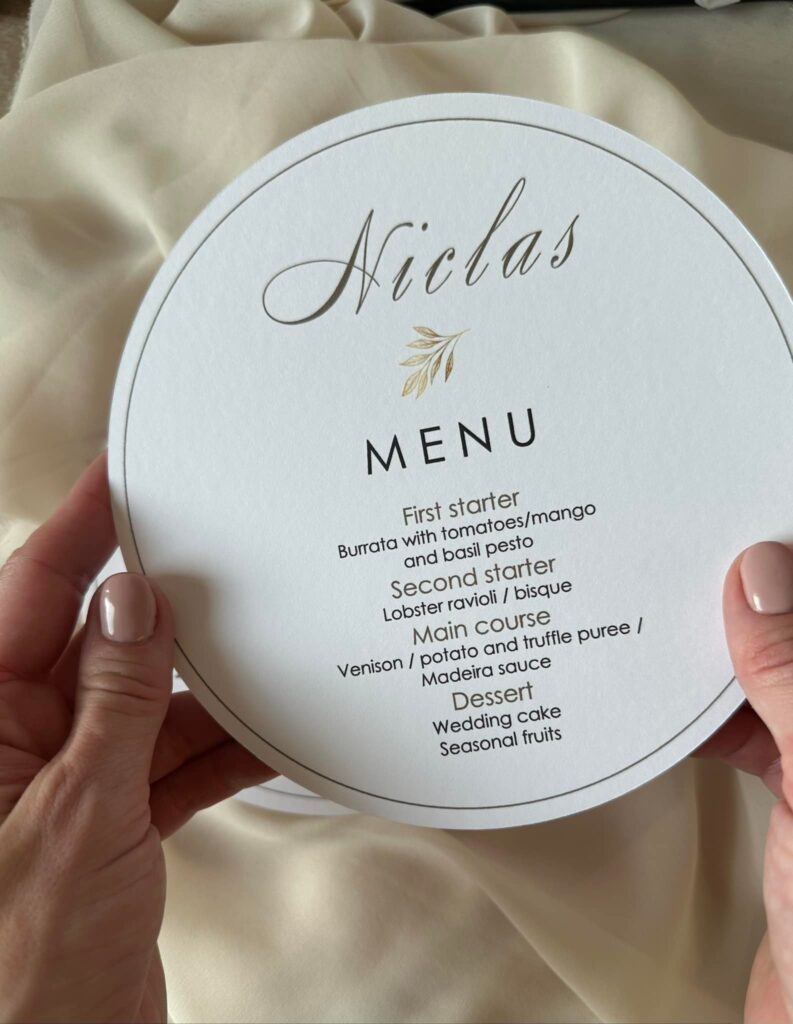 Niclas
MENU
First starter
Burrata with tomatoes/mango
and basil pesto
Second starter
Lobster ravioli / bisque
Main course
Venison / potato and truffle puree /
Madeira sauce
Dessert
Wedding cake
Seasonal fruits